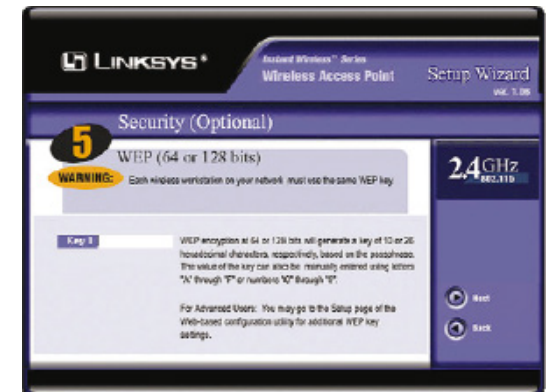 LINKSYS®
Instant Wireless™ Series
Wireless Access Point
Setup Wizard
ver. 1.06
Security (Optional)
5
WEP (64 or 128 bits)
WARNING:
Each wireless workstation on your network must use the same WEP key.
2.4GHz
802.11b
Key 1
WEP encryption at 64 or 128 bits will generate a key of 10 or 26
hexadecimal characters, respectively, based on the passphrase.
The value of the key can also be manually entered using letters
"A" through "F" or numbers "0" through "9".
For Advanced Users: You may go to the Setup page of the
Web-based configuration utility for additional WEP key
settings.
Next
Back